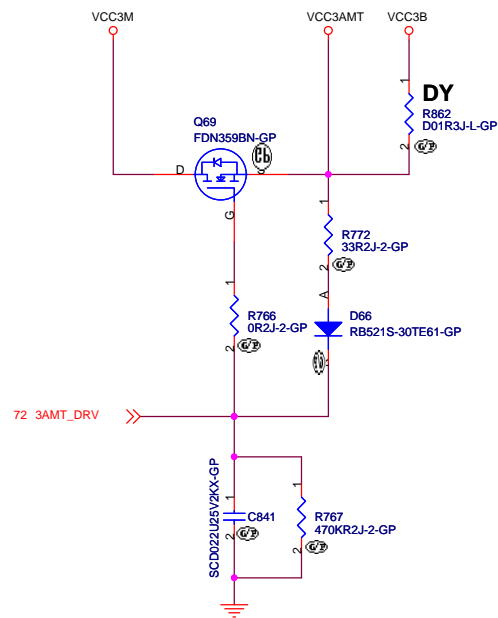 VCC3M
VCC3AMT
VCC3B
1
DY
R862
D01R3J-L-GP
2
G/P
Q69
FDN359BN-GP
D
S
G
1
R772
33R2J-2-GP
2
G/P
A
D66
RB521S-30TE61-GP
1
R766
0R2J-2-GP
2
G/P
72 3AMT_DRV
SCD022U25V2KX-GP
1
C841
2
G/P
1
R767
470KR2J-2-GP
2
G/P